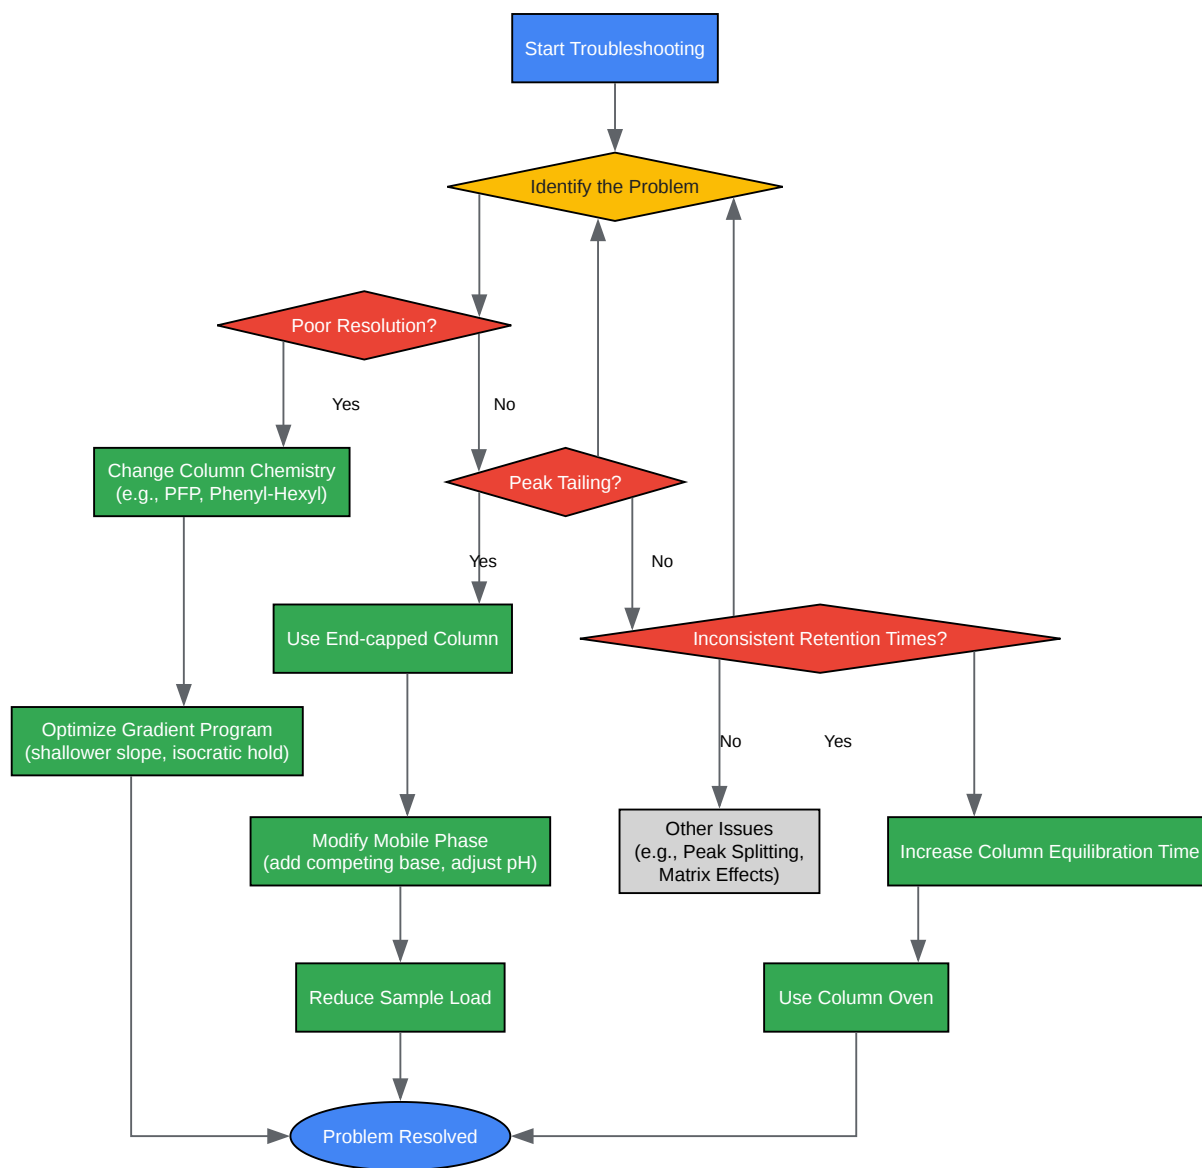 Start Troubleshooting
Identify the Problem
Poor Resolution?
Yes
No
Change Column Chemistry
(e.g., PFP, Phenyl-Hexyl)
Peak Tailing?
Yes
No
Use End-capped Column
Inconsistent Retention Times?
Optimize Gradient Program
(shallower slope, isocratic hold)
No
Yes
Modify Mobile Phase
(add competing base, adjust pH)
Other Issues
(e.g., Peak Splitting,
Matrix Effects)
Increase Column Equilibration Time
Reduce Sample Load
Use Column Oven
Problem Resolved